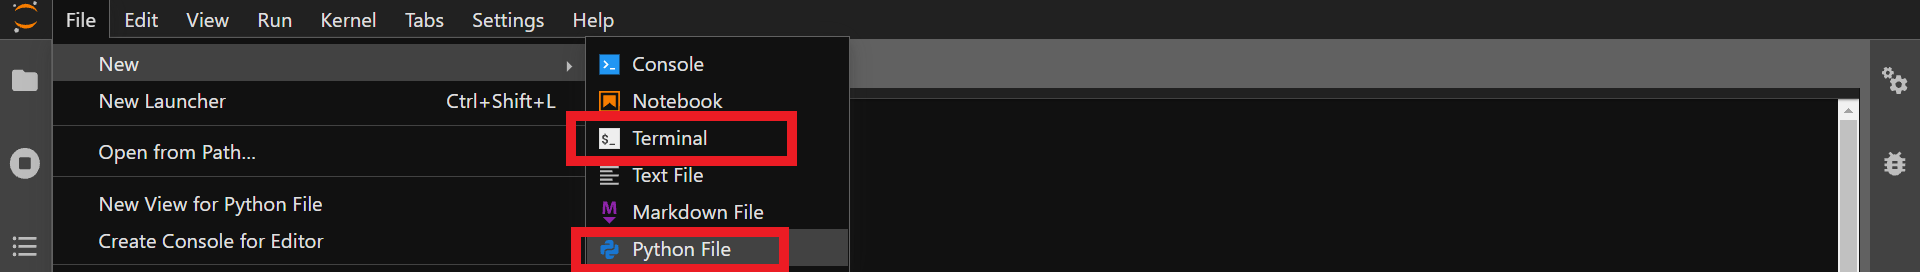 File Edit View Run Kernel Tabs Settings Help
New
New Launcher Ctrl+Shift+L
Open from Path...
New View for Python File
Create Console for Editor
Console
Notebook
$_ Terminal
Text File
M Markdown File
Python File